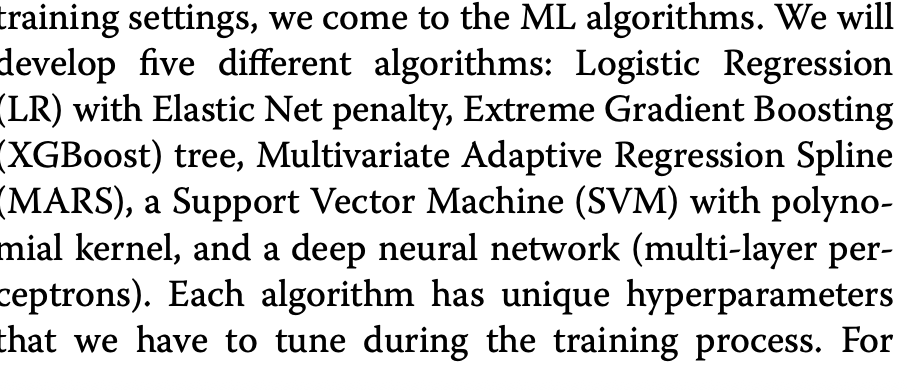 training settings, we come to the ML algorithms. We will
develop five different algorithms: Logistic Regression
(LR) with Elastic Net penalty, Extreme Gradient Boosting
(XGBoost) tree, Multivariate Adaptive Regression Spline
(MARS), a Support Vector Machine (SVM) with polyno-
mial kernel, and a deep neural network (multi-layer per-
ceptrons). Each algorithm has unique hyperparameters
that we have to tune during the training process. For